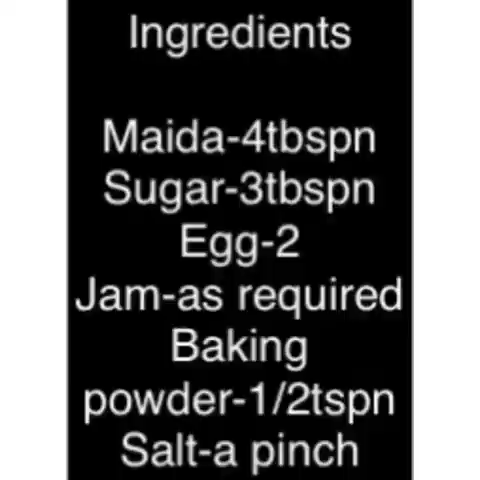 Ingredients
Maida-4tbspn
Sugar-3tbspn
Egg-2
Jam-as required
Baking
powder-1/2tspn
Salt-a pinch